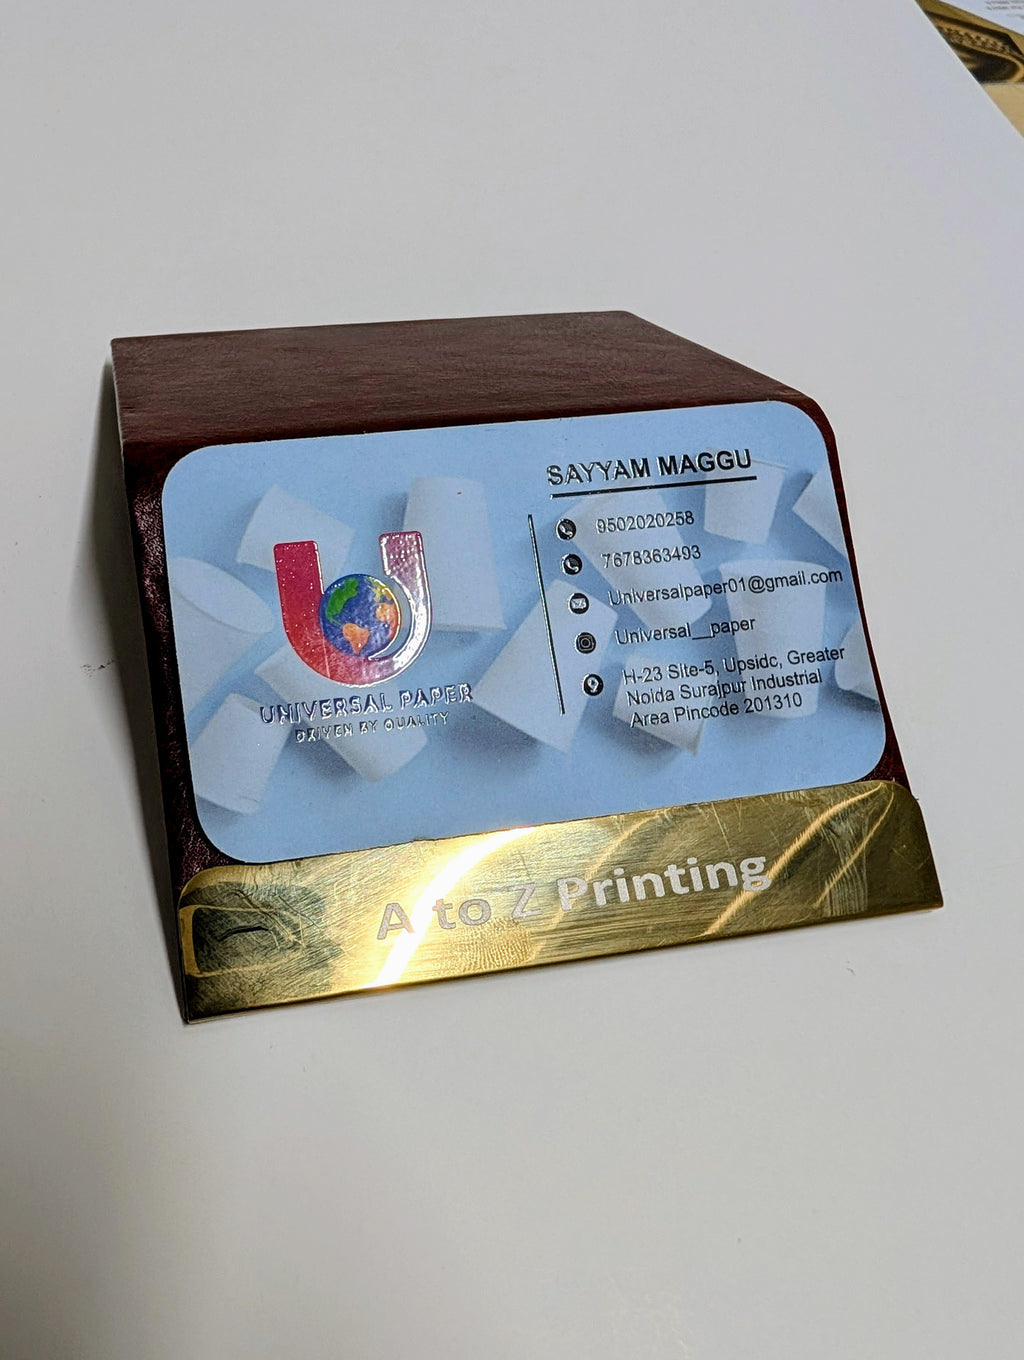 UNIVERSAL PAPER
DRIVEN BY QUALITY
SAYYAM MAGGU
9502020258
7678363493
Universalpaper01@gmail.com
Universal__paper
H-23 Site-5, Upsidc, Greater
Noida Surajpur Industrial
Area Pincode 201310
A to Z Printing